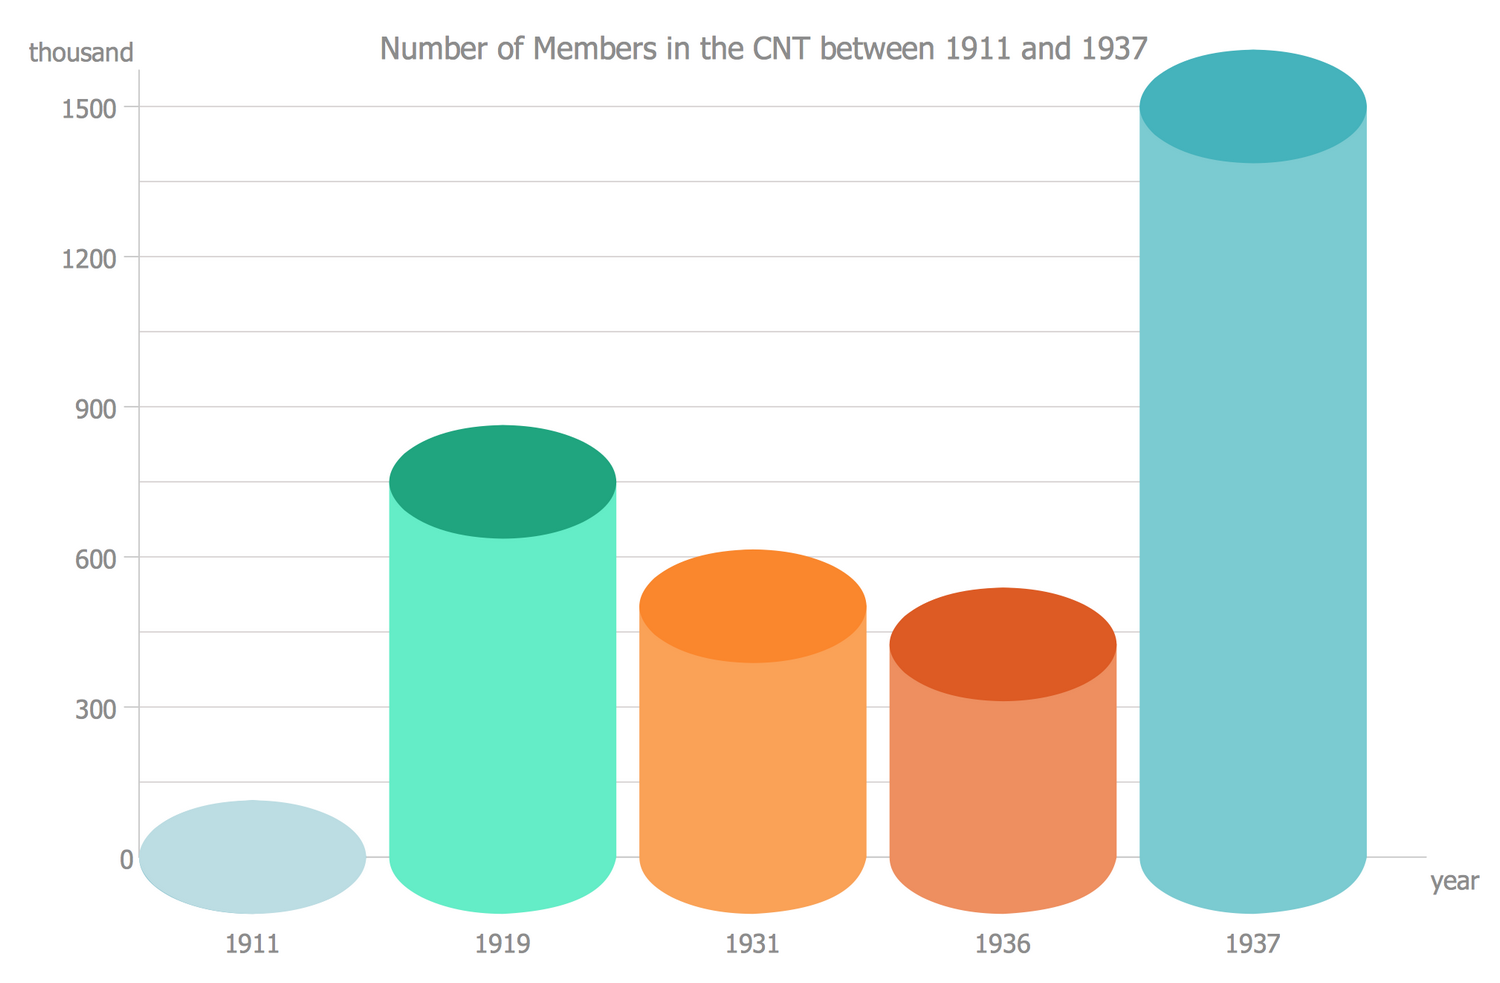 Number of Members in the CNT between 1911 and 1937
thousand
1500
1200
900
600
300
0
year
1911 1919 1931 1936 1937